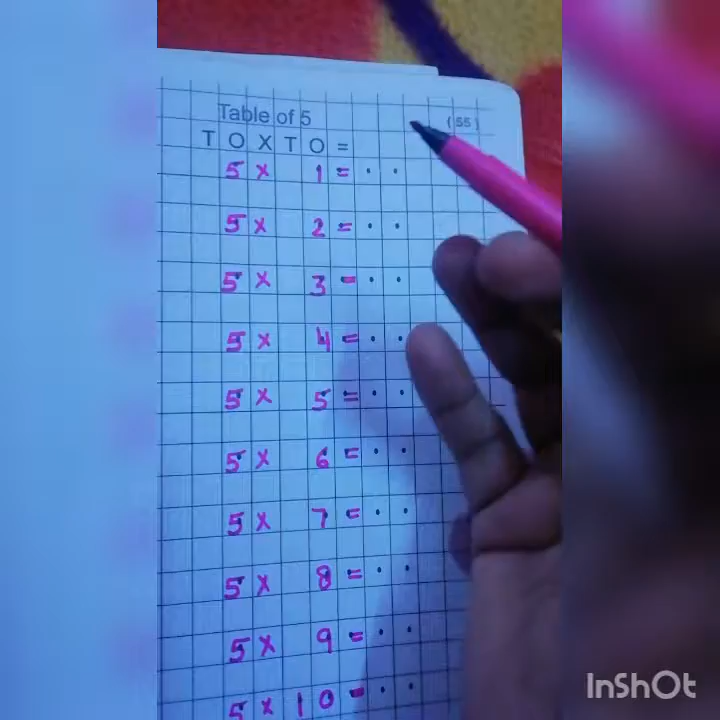 Table of 5 (55)
T O X T O =
5 × 1 = . .
5 × 2 = . .
5 × 3 = . .
5 × 4 = . .
5 × 5 = . .
5 × 6 = . .
5 × 7 = . .
5 × 8 = . .
5 × 9 = . .
5 × 10 = . .
InShOt